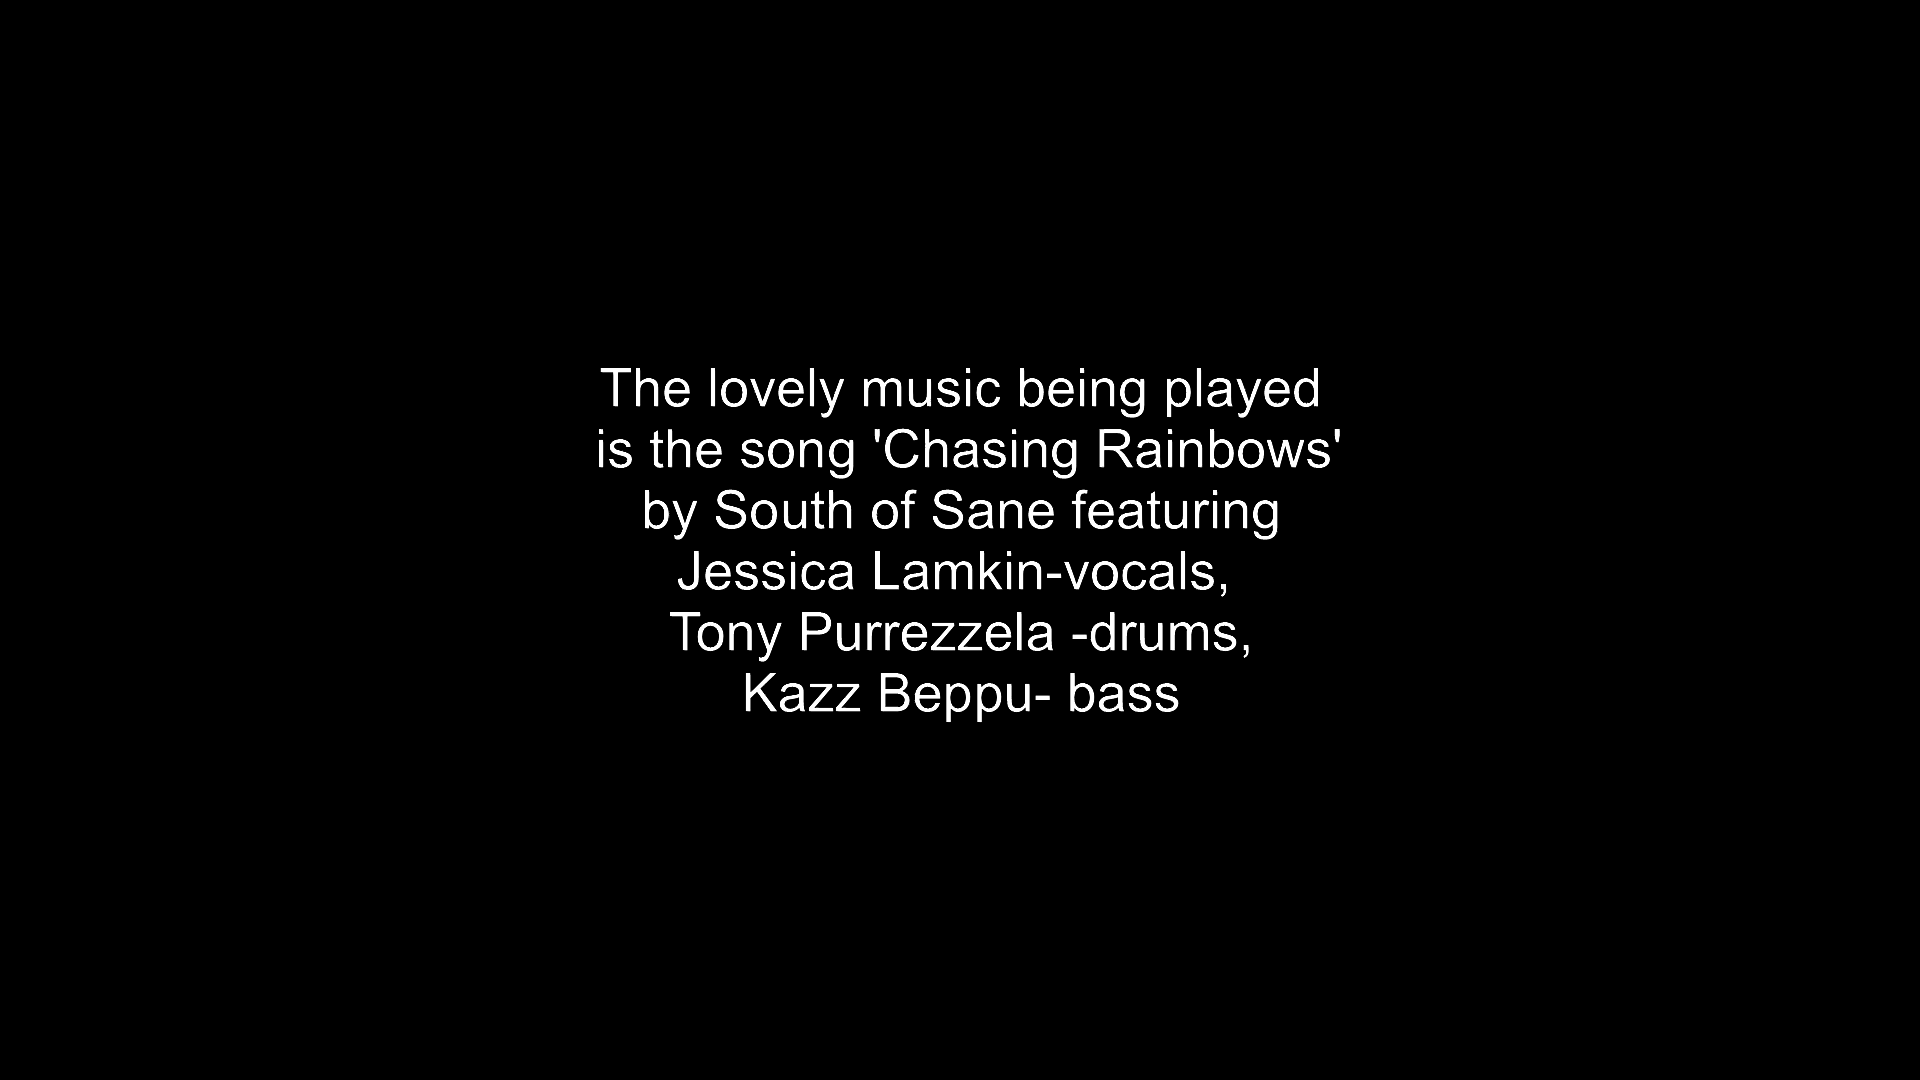 The lovely music being played
is the song 'Chasing Rainbows'
by South of Sane featuring
Jessica Lamkin-vocals,
Tony Purrezzela -drums,
Kazz Beppu- bass